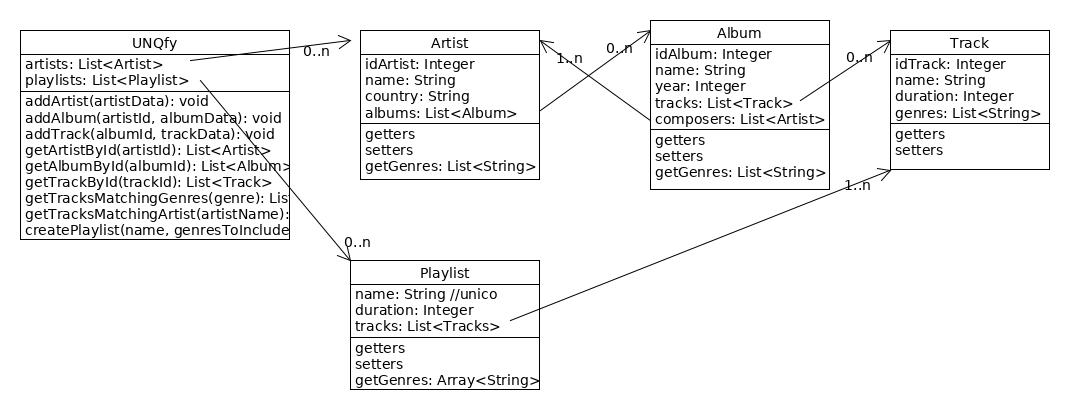 UNQfy
artists: List<Artist>
playlists: List<Playlist>
addArtist(artistData): void
addAlbum(artistId, albumData): void
addTrack(albumId, trackData): void
getArtistById(artistId): List<Artist>
getAlbumById(albumId): List<Album>
getTrackById(trackId): List<Track>
getTracksMatchingGenres(genre): Lis
getTracksMatchingArtist(artistName):
createPlaylist(name, genresToInclude
0..n
Artist
idArtist: Integer
name: String
country: String
albums: List<Album>
getters
setters
getGenres: List<String>
1..n
0..n
Album
idAlbum: Integer
name: String
year: Integer
tracks: List<Track>
composers: List<Artist>
getters
setters
getGenres: List<String>
0..n
Track
idTrack: Integer
name: String
duration: Integer
genres: List<String>
getters
setters
1..n
0..n
Playlist
name: String //unico
duration: Integer
tracks: List<Tracks>
getters
setters
getGenres: Array<String>